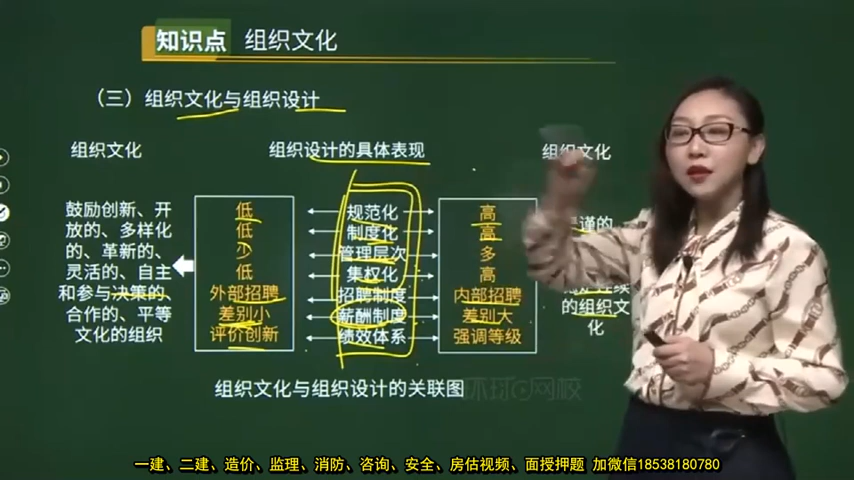 知识点 组织文化
（三）组织文化与组织设计
组织文化
组织设计的具体表现
组织文化
鼓励创新、开
放的、多样化
的、革新的、
灵活的、自主
和参与决策的、
合作的、平等
文化的组织
低
低
少
低
外部招聘
差别小
评价创新
规范化
制度化
管理层次
集权化
招聘制度
薪酬制度
绩效体系
高
高
多
高
内部招聘
差别大
强调等级
谨的、
的组织文
化
组织文化与组织设计的关联图
环球网校
一建、二建、造价、监理、消防、咨询、安全、房估视频、面授押题 加微信18538180780